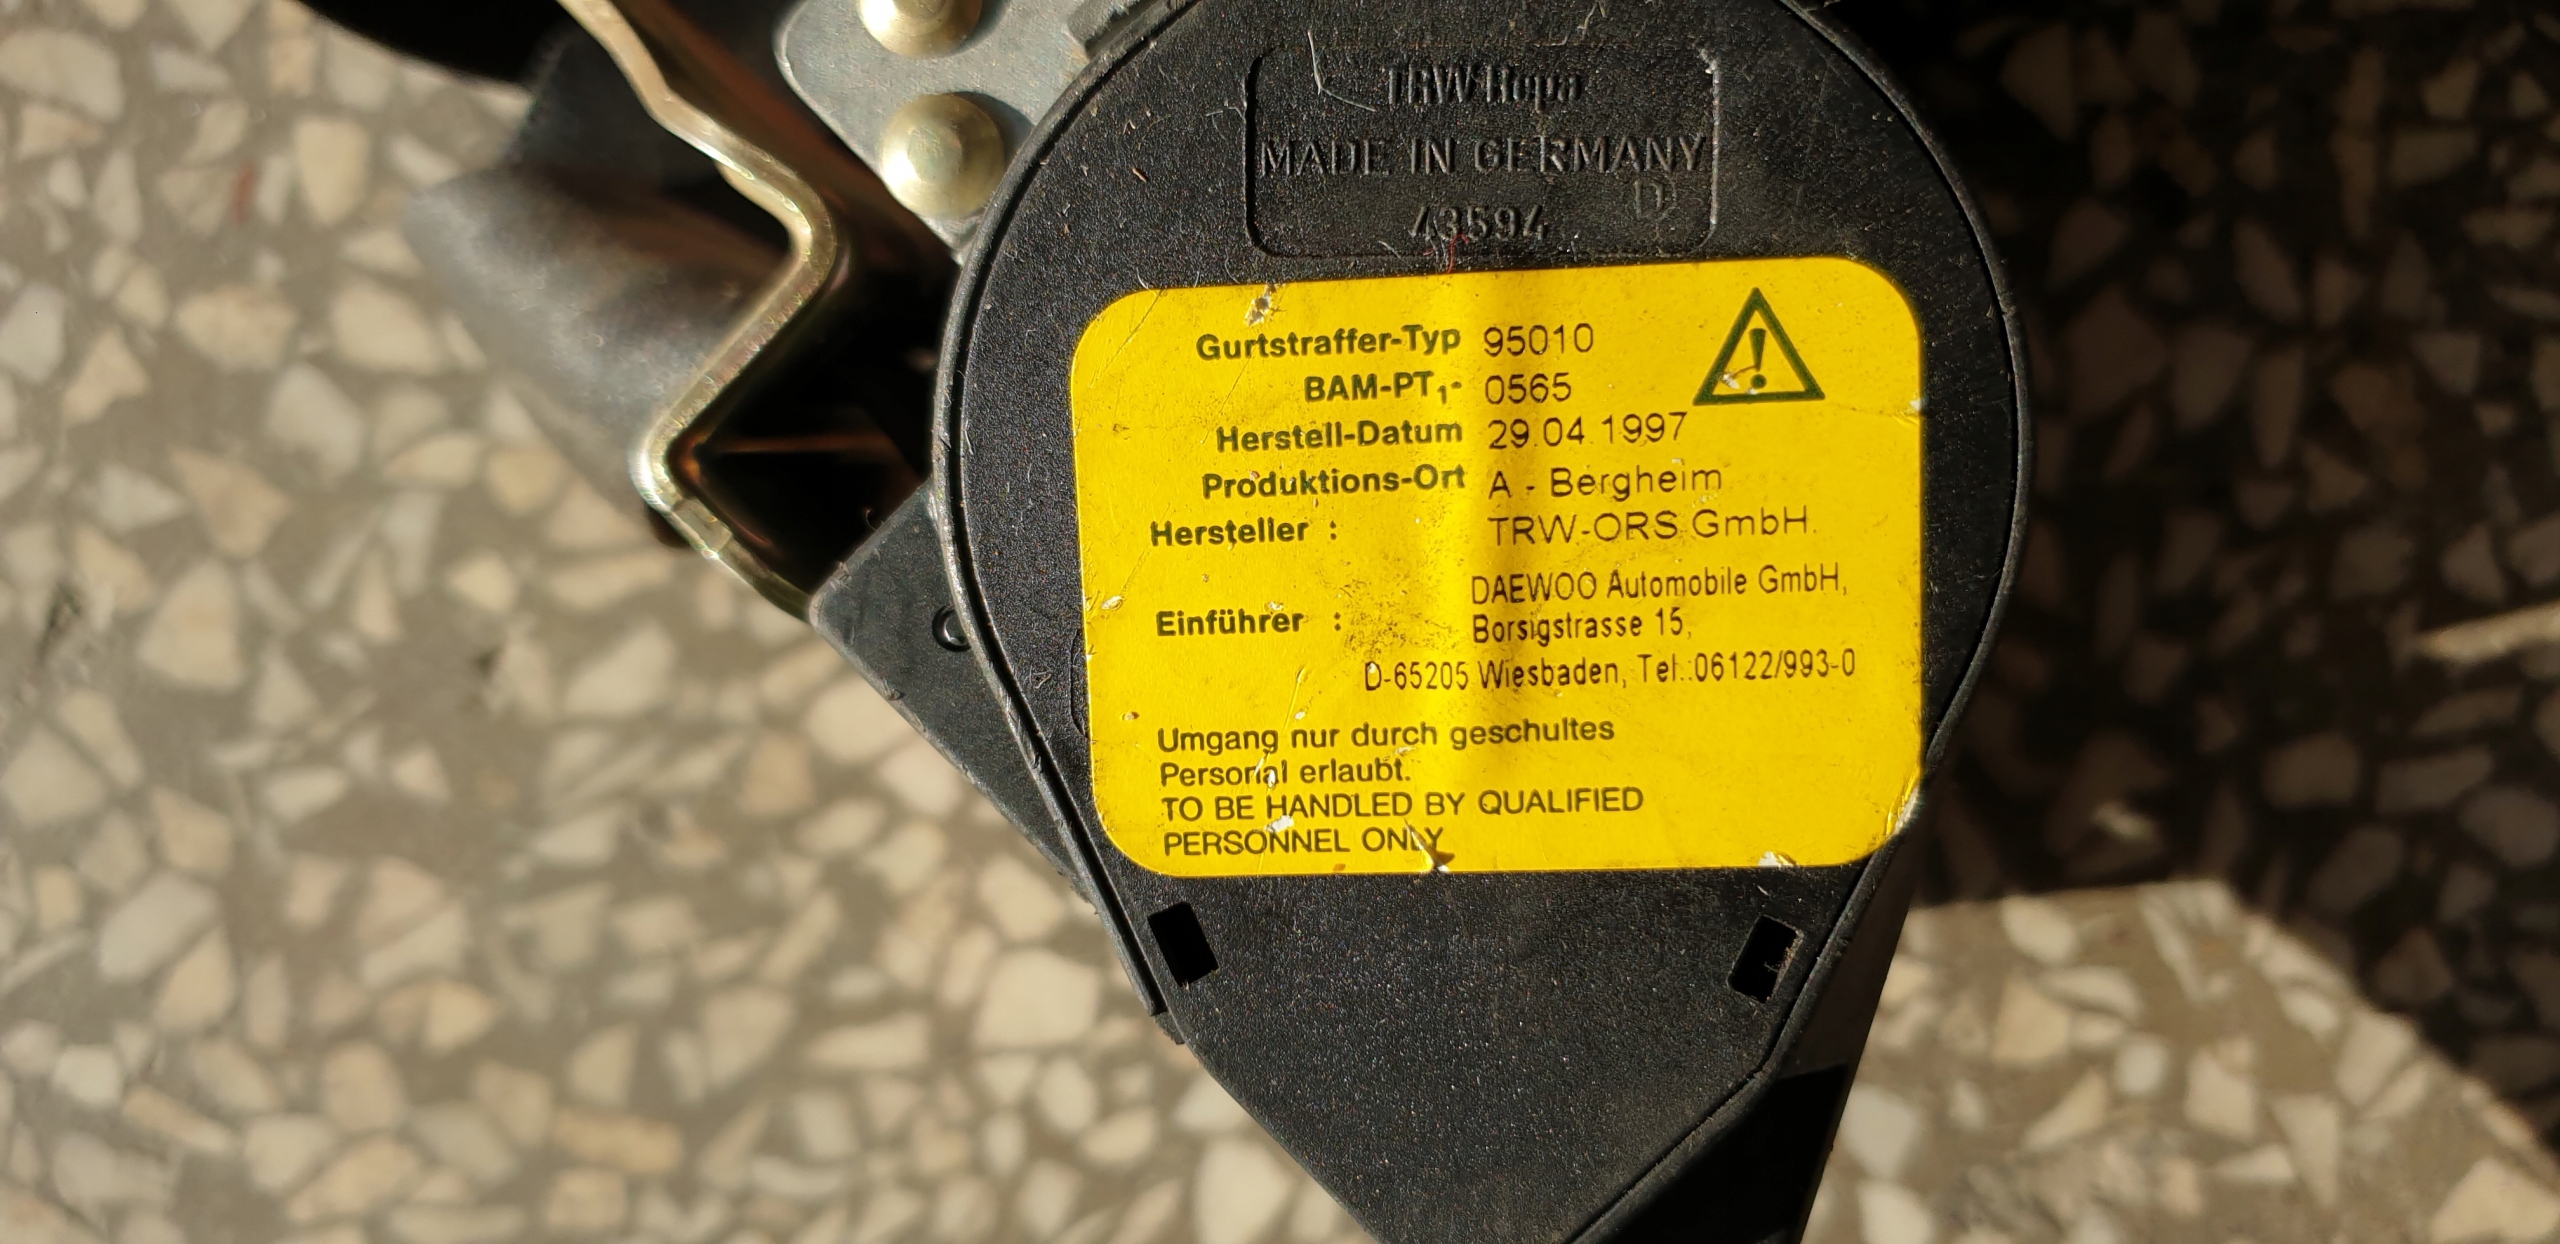 TRW Repa
MADE IN GERMANY
D
43594
Gurtstraffer-Typ 95010
BAM-PT₁- 0565
Herstell-Datum 29.04.1997
Produktions-Ort A - Bergheim
Hersteller : TRW-ORS GmbH.
DAEWOO Automobile GmbH,
Einführer : Borsigstrasse 15,
D-65205 Wiesbaden, Tel.:06122/993-0
Umgang nur durch geschultes
Personal erlaubt.
TO BE HANDLED BY QUALIFIED
PERSONNEL ONLY